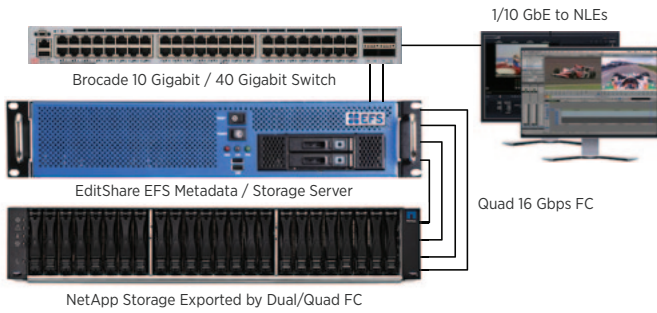 1/10 GbE to NLEs
Brocade 10 Gigabit / 40 Gigabit Switch
EFS
EditShare EFS Metadata / Storage Server
Quad 16 Gbps FC
NetApp Storage Exported by Dual/Quad FC